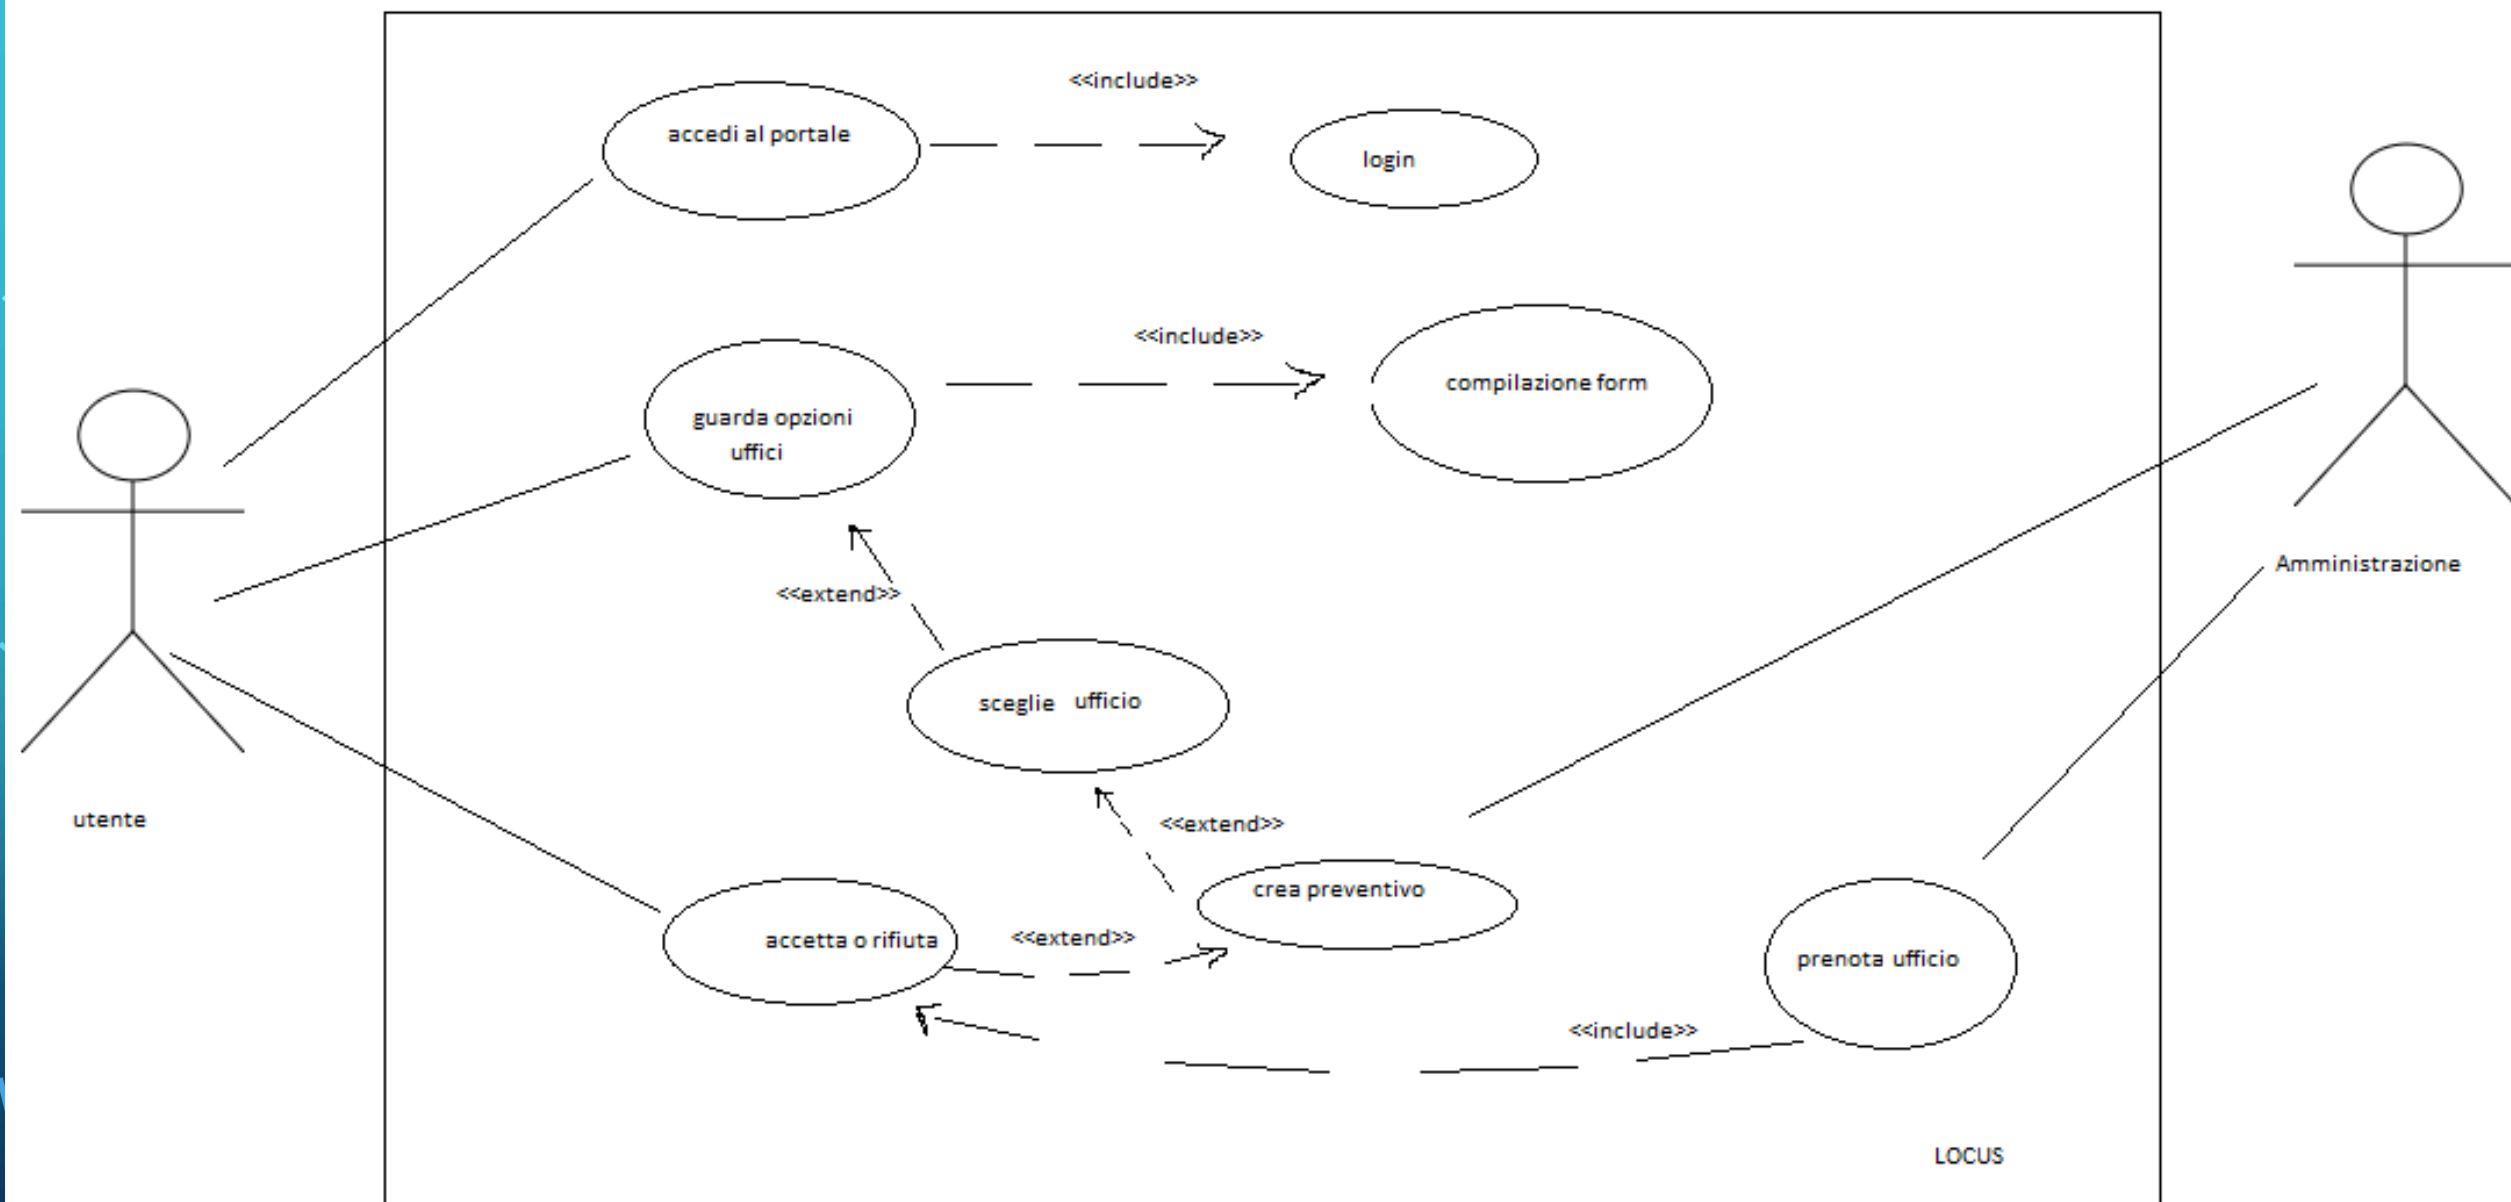 <<include>>
accedi al portale
login
<<include>>
compilazione form
guarda opzioni
uffici
Amministrazione
<<extend>>
sceglie ufficio
utente
<<extend>>
crea preventivo
accetta o rifiuta
<<extend>>
prenota ufficio
<<include>>
LOCUS